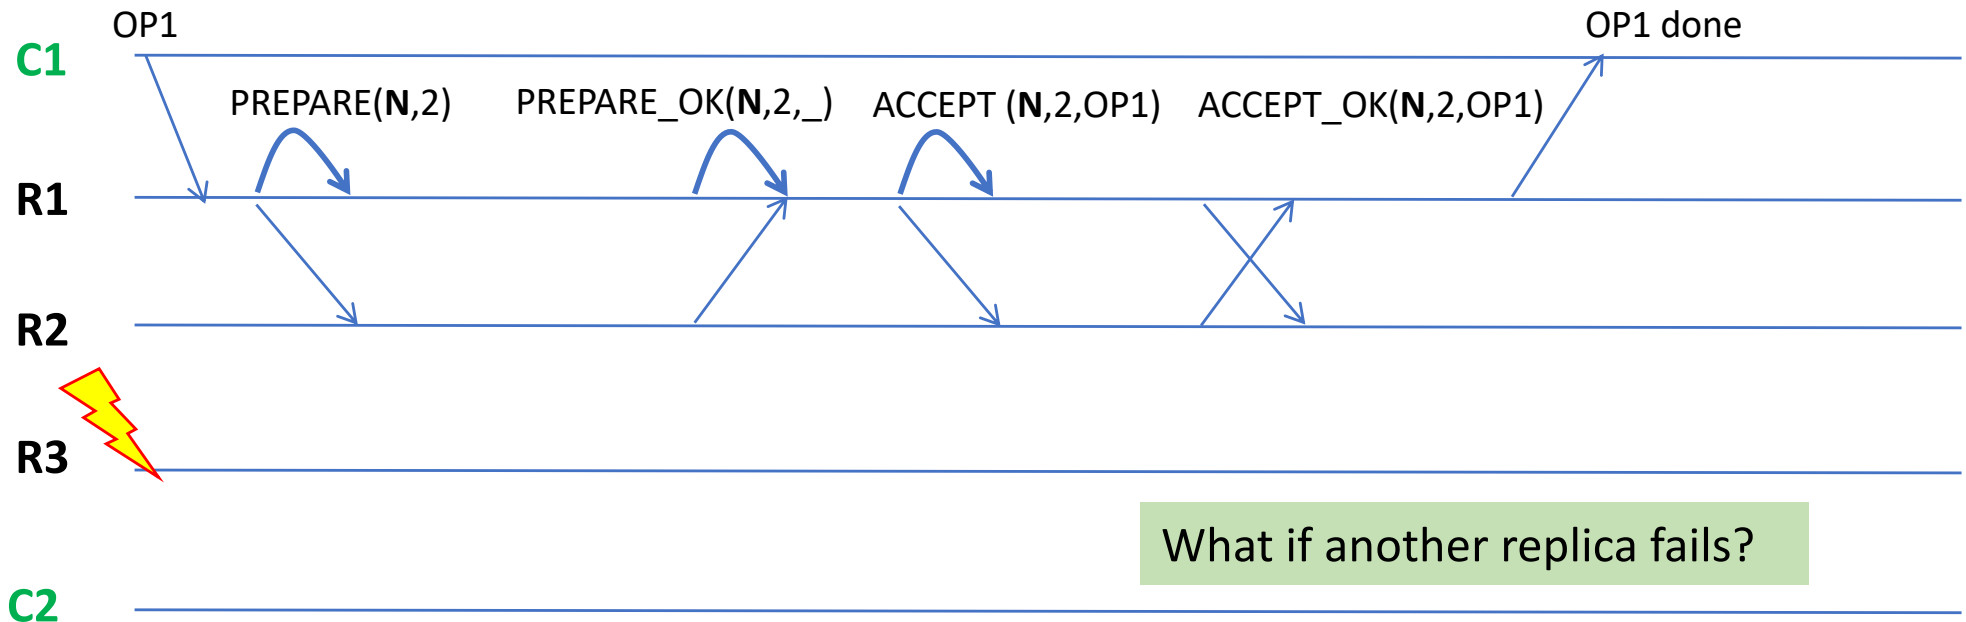 OP1
OP1 done
C1
PREPARE(N,2)
PREPARE_OK(N,2,_)
ACCEPT (N,2,OP1)
ACCEPT_OK(N,2,OP1)
R1
R2
R3
What if another replica fails?
C2